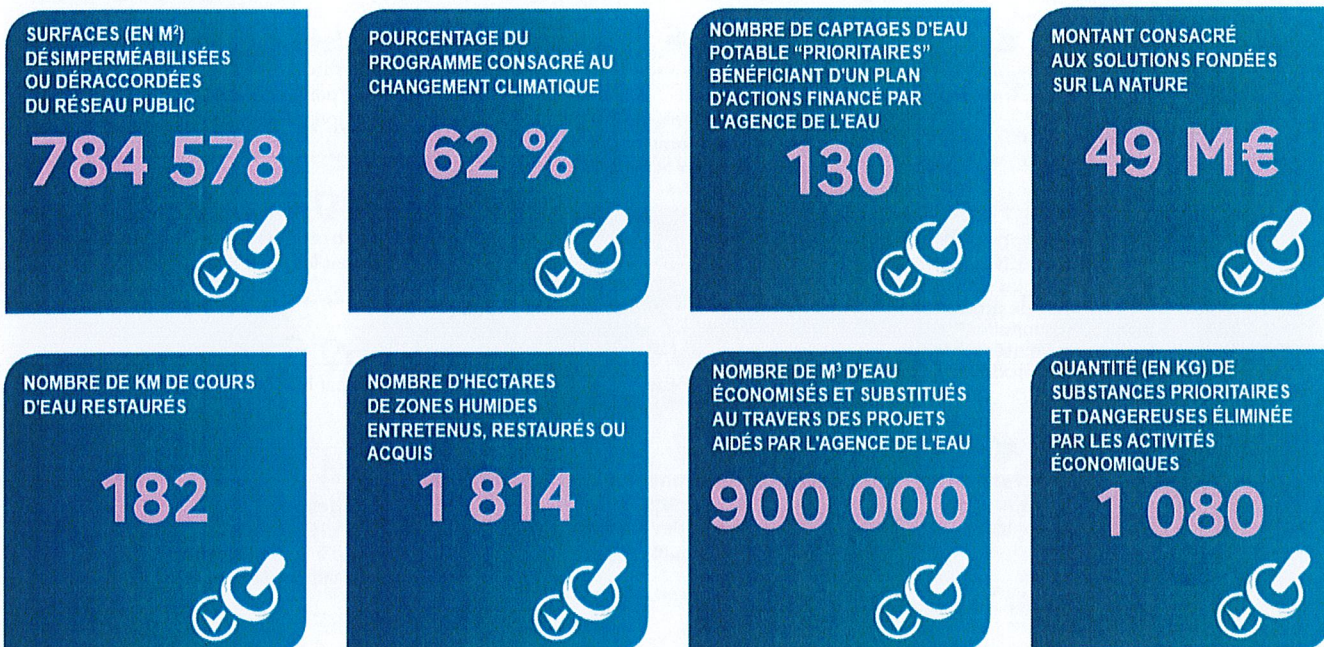 SURFACES (EN M²)
DÉSIMPERMÉABILISÉES
OU DÉRACCORDÉES
DU RÉSEAU PUBLIC
784 578
POURCENTAGE DU
PROGRAMME CONSACRÉ AU
CHANGEMENT CLIMATIQUE
62 %
NOMBRE DE CAPTAGES D'EAU
POTABLE “PRIORITAIRES”
BÉNÉFICIANT D'UN PLAN
D'ACTIONS FINANCÉ PAR
L'AGENCE DE L'EAU
130
MONTANT CONSACRÉ
AUX SOLUTIONS FONDÉES
SUR LA NATURE
49 M€
NOMBRE DE KM DE COURS
D'EAU RESTAURÉS
182
NOMBRE D'HECTARES
DE ZONES HUMIDES
ENTRETENUS, RESTAURÉS OU
ACQUIS
1 814
NOMBRE DE M³ D'EAU
ÉCONOMISÉS ET SUBSTITUÉS
AU TRAVERS DES PROJETS
AIDÉS PAR L'AGENCE DE L'EAU
900 000
QUANTITÉ (EN KG) DE
SUBSTANCES PRIORITAIRES
ET DANGEREUSES ÉLIMINÉE
PAR LES ACTIVITÉS
ÉCONOMIQUES
1 080